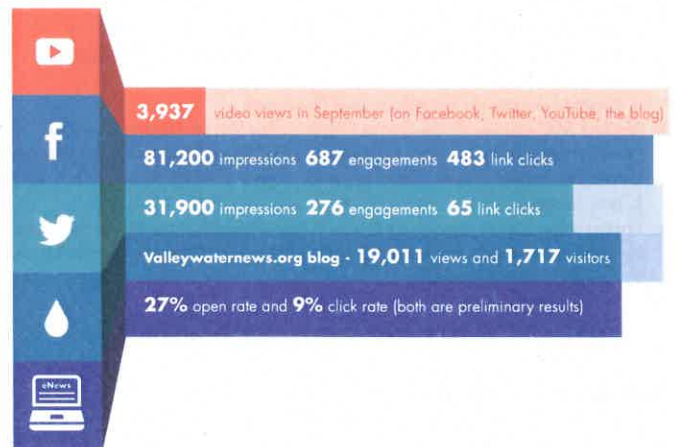 3,937 video views in September (on Facebook, Twitter, YouTube, the blog)
81,200 impressions 687 engagements 483 link clicks
31,900 impressions 276 engagements 65 link clicks
Valleywaternews.org blog - 19,011 views and 1,717 visitors
27% open rate and 9% click rate (both are preliminary results)
eNews